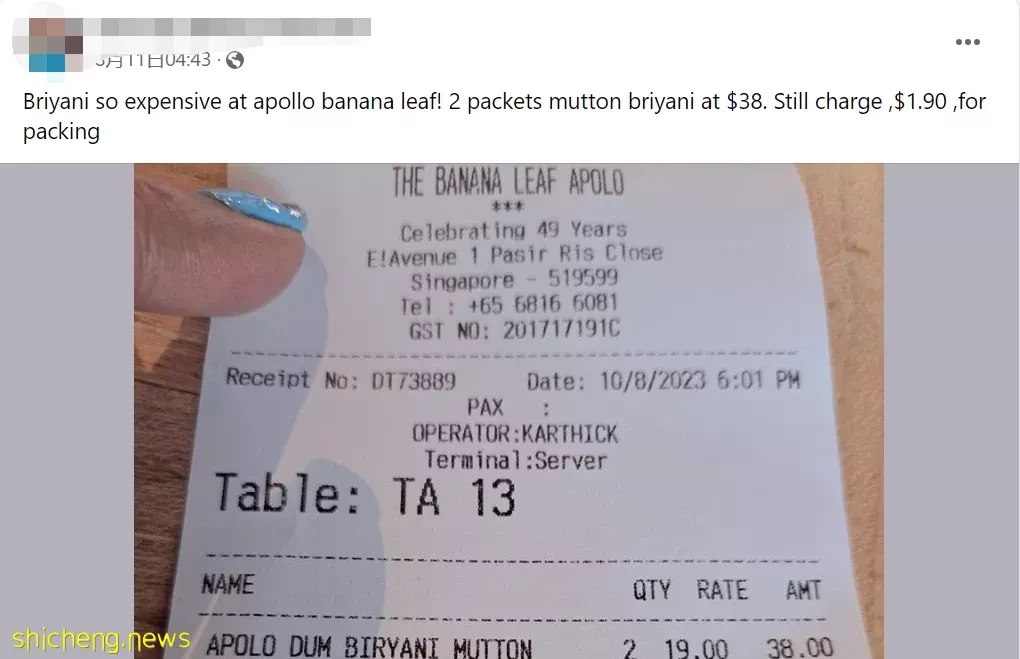 月11日04:43 ·
Briyani so expensive at apollo banana leaf! 2 packets mutton briyani at $38. Still charge ,$1.90 ,for
packing
THE BANANA LEAF APOLO
***
Celebrating 49 Years
E!Avenue 1 Pasir Ris Close
Singapore - 519599
Tel : +65 6816 6081
GST NO: 201717191C
Receipt No: DT73889 Date: 10/8/2023 6:01 PM
PAX :
OPERATOR:KARTHICK
Terminal:Server
Table: TA 13
NAME QTY RATE AMT
APOLO DUM BIRYANI MUTTON 2 19.00 38.00
shicheng.news